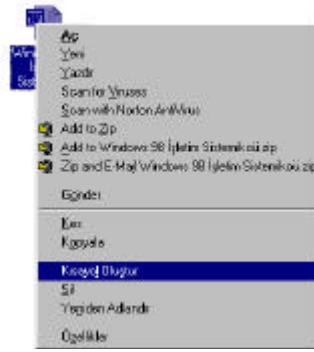 Aç
Yeni
Yazdır
Scan for Viruses
Scan with Norton AntiVirus
Add to Zip
Add to Windows 98 İşletim Sistemi.zip
Zip and E-Mail Windows 98 İşletim Sistemi.zip
Gönder
Kes
Kopyala
Kısayol Oluştur
Sil
Yeniden Adlandır
Özellikler